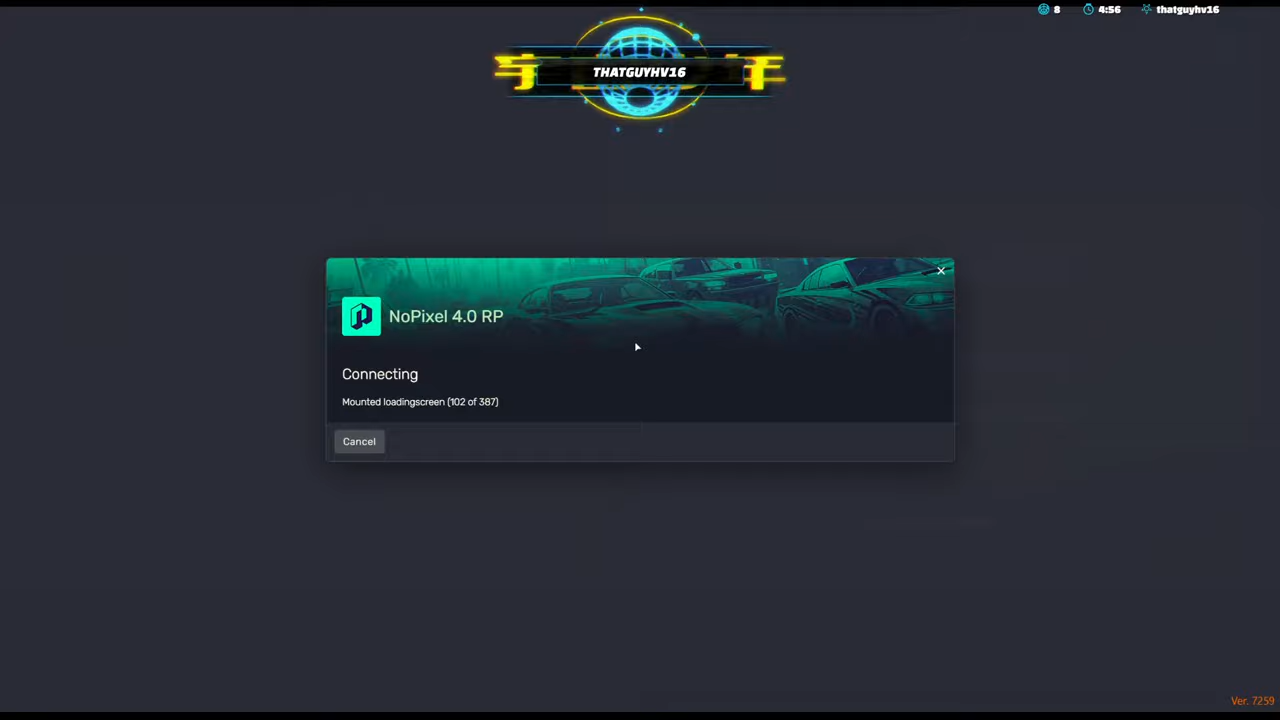 8 4:56 thatguyhv16
THATGUYHV16
NoPixel 4.0 RP
Connecting
Mounted loadingscreen (102 of 387)
Cancel
Ver. 7259